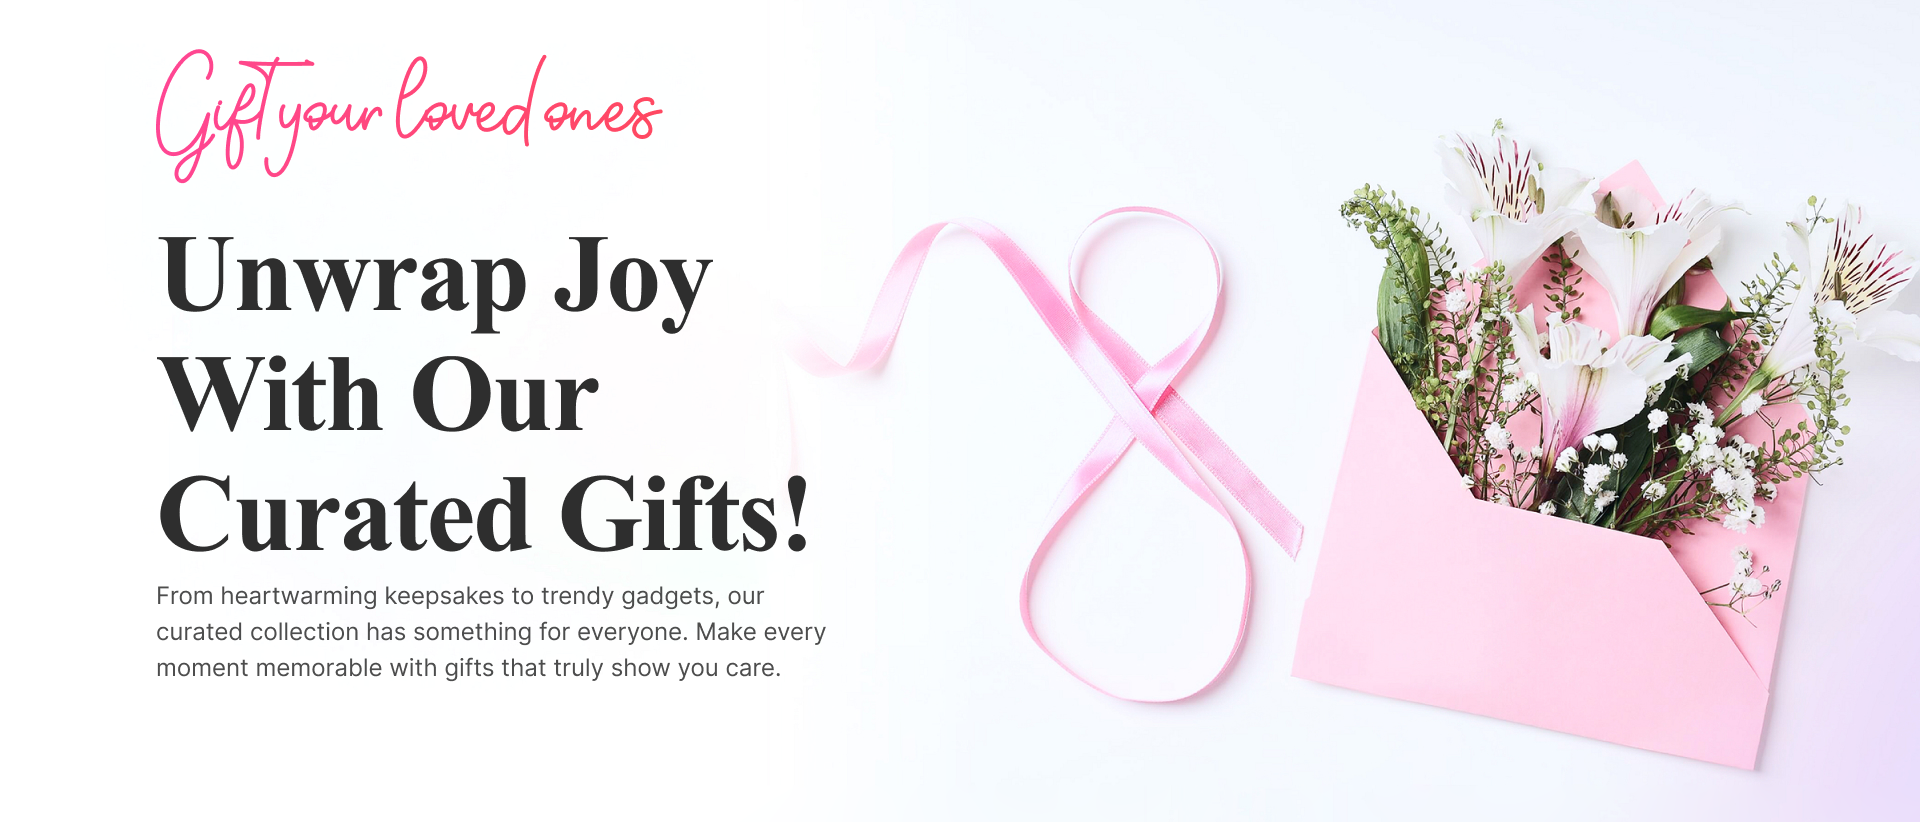 Gift your loved ones
Unwrap Joy
With Our
Curated Gifts!
From heartwarming keepsakes to trendy gadgets, our
curated collection has something for everyone. Make every
moment memorable with gifts that truly show you care.